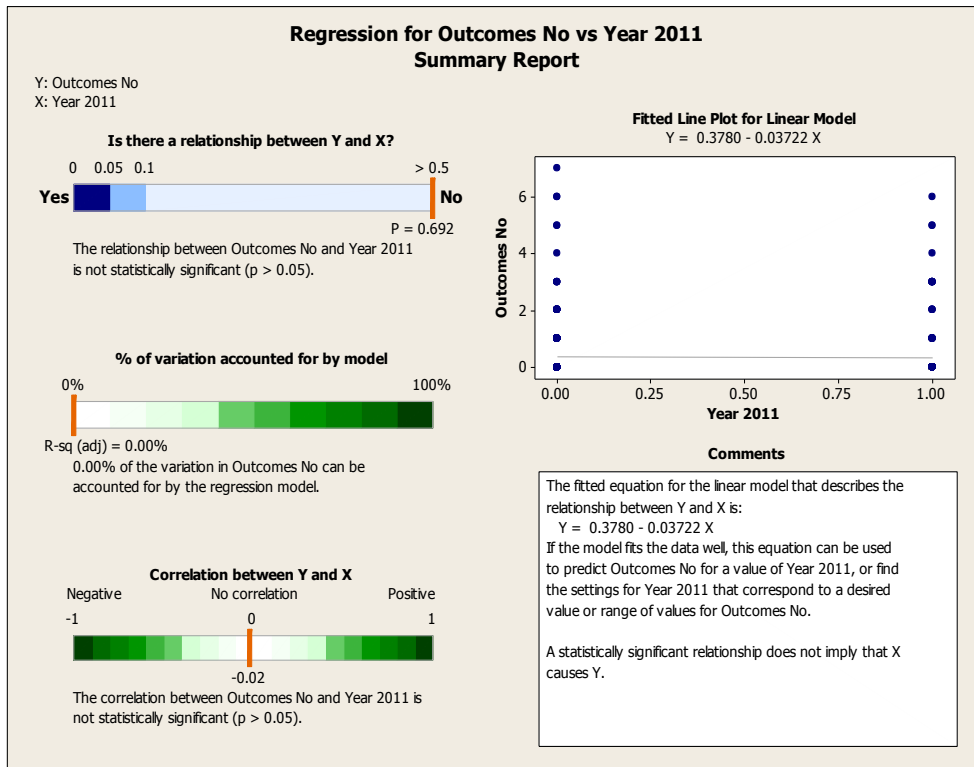 Regression for Outcomes No vs Year 2011
Summary Report
Y: Outcomes No
X: Year 2011
Is there a relationship between Y and X?
0 0.05 0.1 > 0.5
Yes No
P = 0.692
The relationship between Outcomes No and Year 2011
is not statistically significant (p > 0.05).
% of variation accounted for by model
0% 100%
R-sq (adj) = 0.00%
0.00% of the variation in Outcomes No can be
accounted for by the regression model.
Correlation between Y and X
Negative No correlation Positive
-1 0 1
-0.02
The correlation between Outcomes No and Year 2011 is
not statistically significant (p > 0.05).
Fitted Line Plot for Linear Model
Y = 0.3780 - 0.03722 X
Outcomes No
6
4
2
0
0.00 0.25 0.50 0.75 1.00
Year 2011
Comments
The fitted equation for the linear model that describes the
relationship between Y and X is:
Y = 0.3780 - 0.03722 X
If the model fits the data well, this equation can be used
to predict Outcomes No for a value of Year 2011, or find
the settings for Year 2011 that correspond to a desired
value or range of values for Outcomes No.
A statistically significant relationship does not imply that X
causes Y.